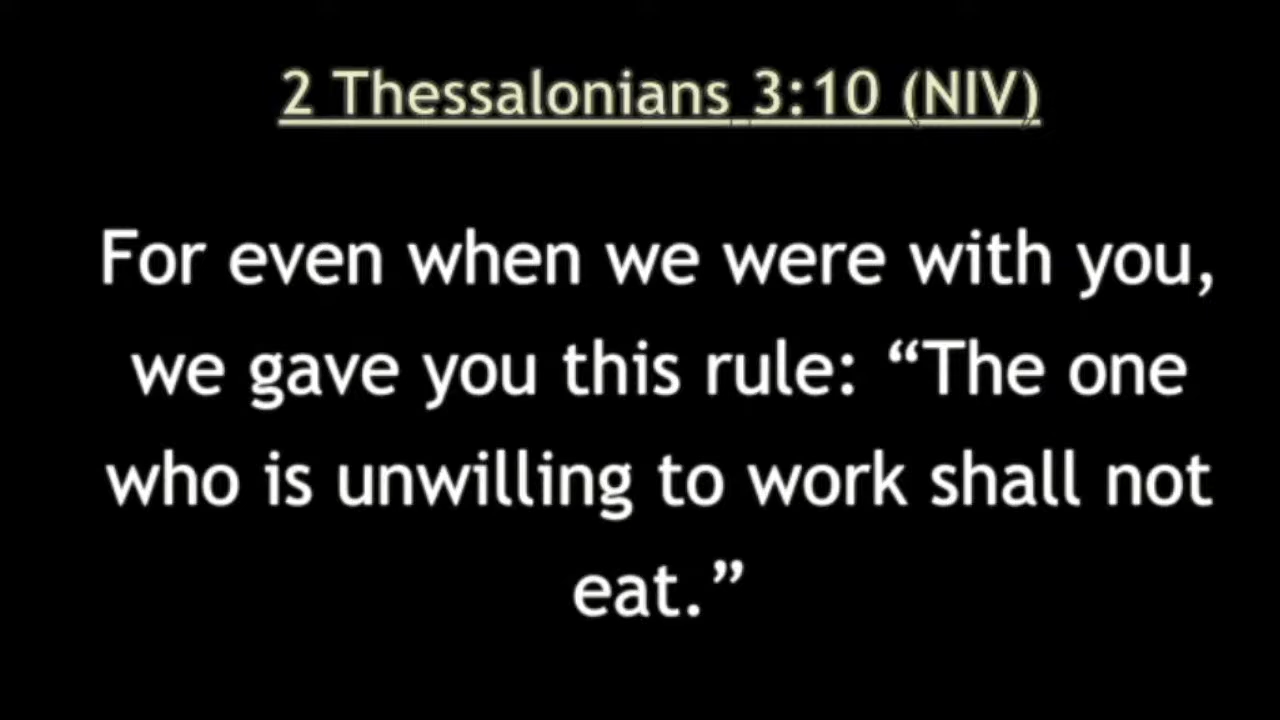 2 Thessalonians 3:10 (NIV)
For even when we were with you,
we gave you this rule: “The one
who is unwilling to work shall not
eat.”